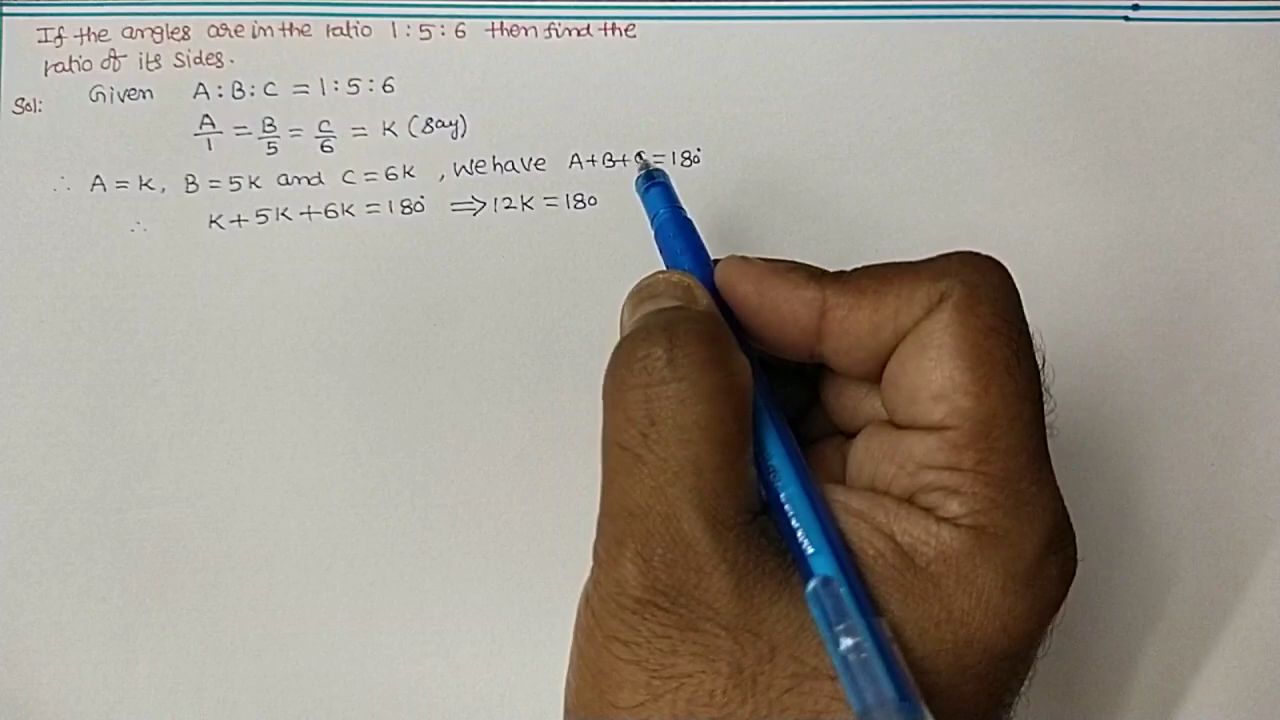 If the angles are in the ratio 1 : 5 : 6 then find the
ratio of its sides.
Sol: Given A : B : C = 1 : 5 : 6
A/1 = B/5 = C/6 = K (say)
∴ A = K, B = 5K and C = 6K , We have A+B+C = 180°
∴ K + 5K + 6K = 180° ⟹ 12K = 180